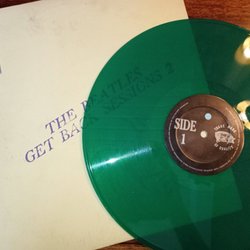 THE BEATLES
GET BACK SESSIONS 2
SIDE
1